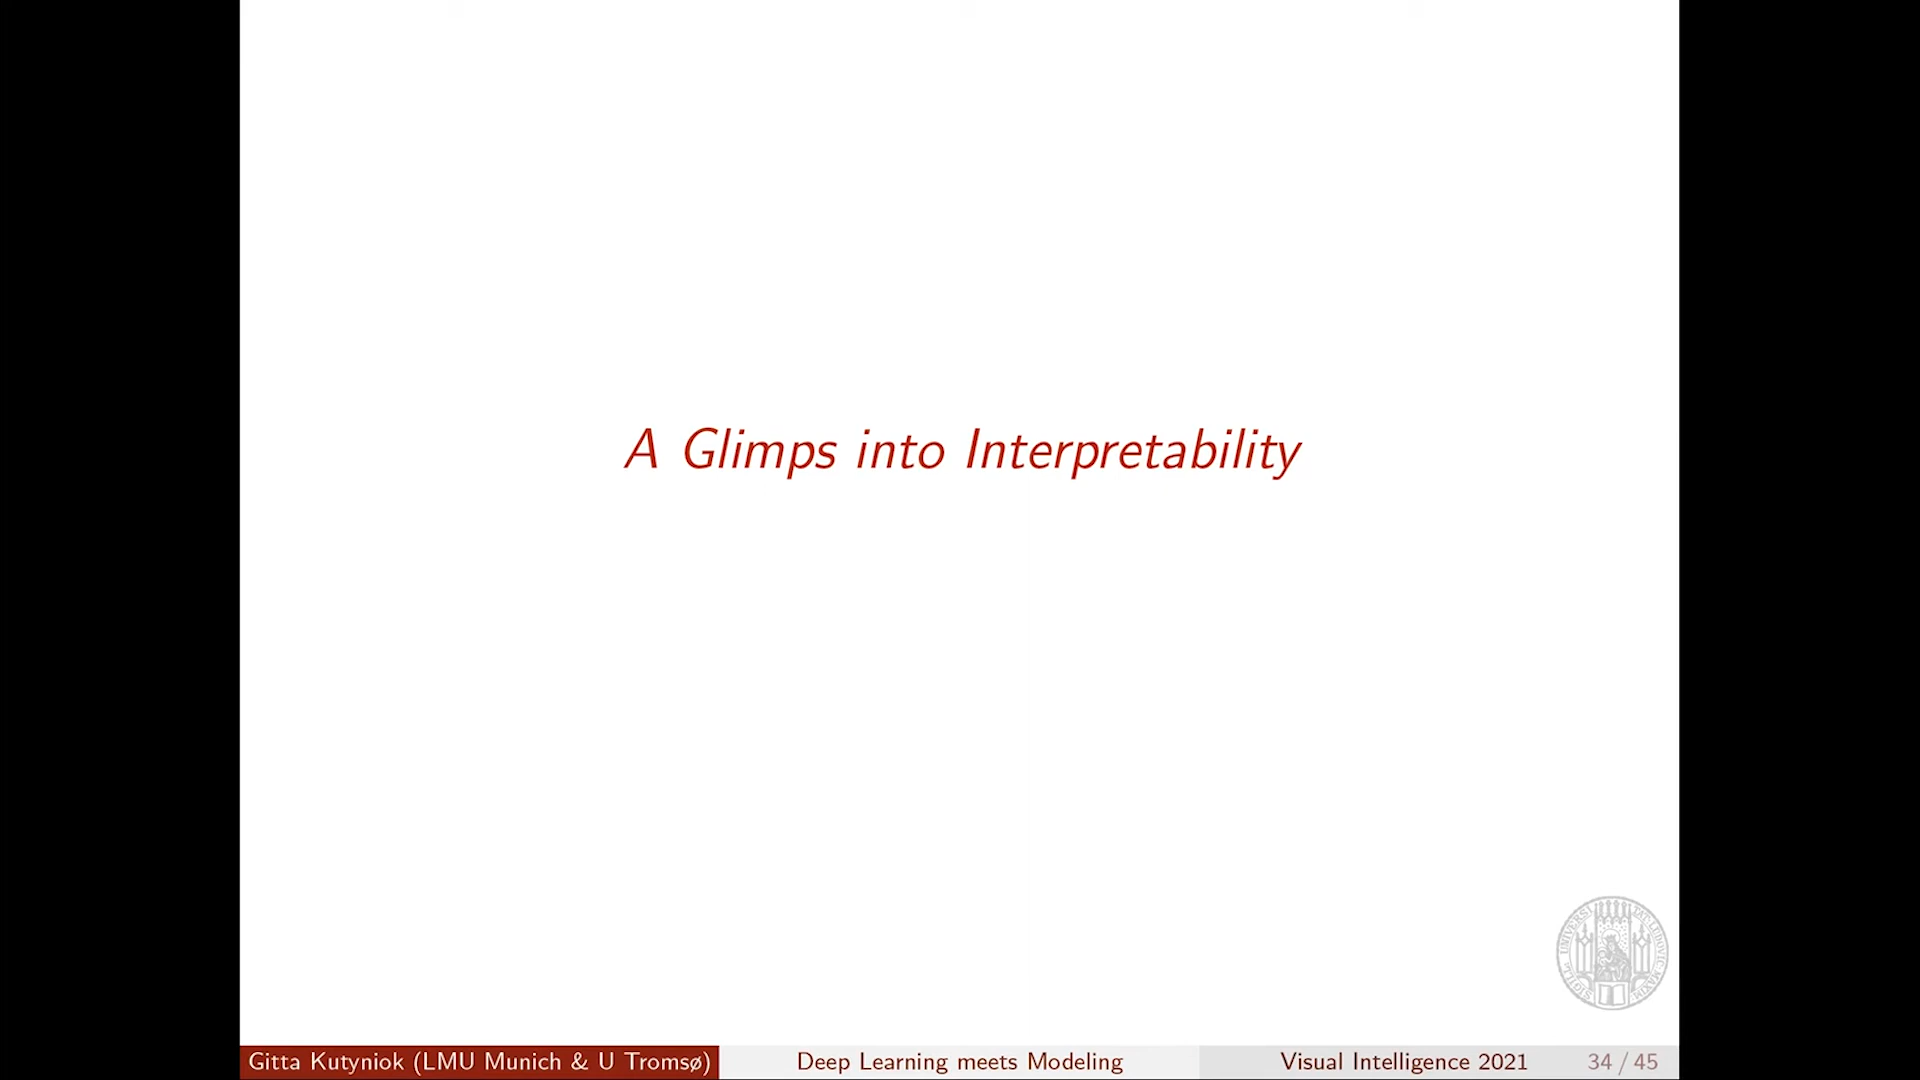 A Glimps into Interpretability
Gitta Kutyniok (LMU Munich & U Tromsø)
Deep Learning meets Modeling
Visual Intelligence 2021
34 / 45